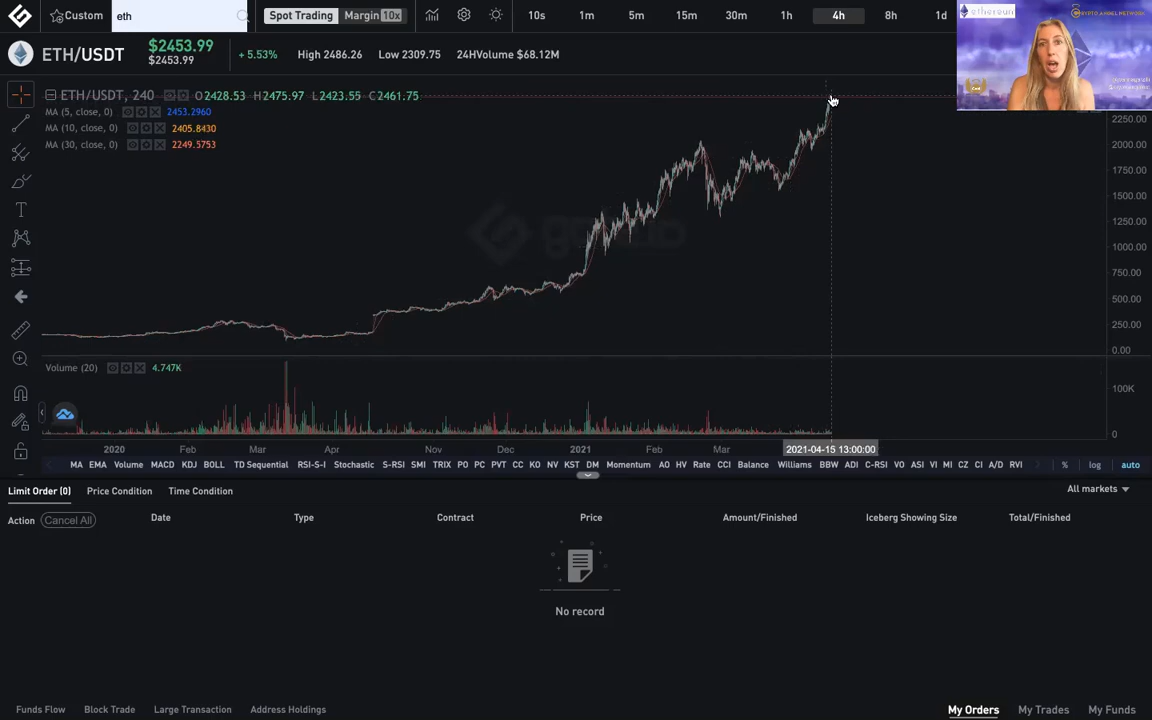 Custom eth Spot Trading Margin 10x 10s 1m 5m 15m 30m 1h 4h 8h 1d
ethereum
CRYPTO ANGEL NETWORK
ETH/USDT $2453.99 + 5.53% High 2486.26 Low 2309.75 24HVolume $68.12M
$2453.99
ETH/USDT, 240 O2428.53 H2475.97 L2423.55 C2461.75
MA (5, close, 0) 2453.2960
MA (10, close, 0) 2405.8430
MA (30, close, 0) 2249.5753
2250.00
2000.00
1750.00
1500.00
1250.00
1000.00
750.00
500.00
250.00
0.00
Volume (20) 4.747K
100K
0
2020 Feb Mar Apr Nov Dec 2021 Feb Mar 2021-04-15 13:00:00
MA EMA Volume MACD KDJ BOLL TD Sequential RSI-S-I Stochastic S-RSI SMI TRIX PO PC PVT CC KO NV KST DM Momentum AO HV Rate CCI Balance Williams BBW ADI C-RSI VO ASI VI MI CZ CI A/D RVI % log auto
Limit Order (0) Price Condition Time Condition All markets
Action Cancel All Date Type Contract Price Amount/Finished Iceberg Showing Size Total/Finished
No record
Funds Flow Block Trade Large Transaction Address Holdings My Orders My Trades My Funds